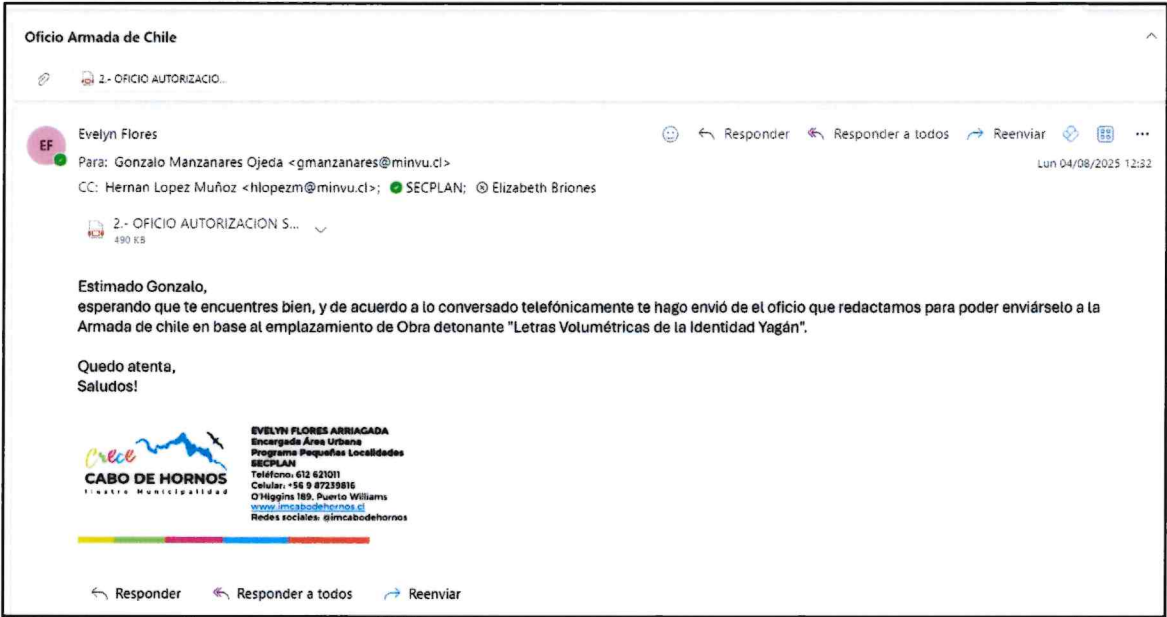 Oficio Armada de Chile
2.- OFICIO AUTORIZACIO...
EF
Evelyn Flores
Responder Responder a todos Reenviar ...
Para: Gonzalo Manzanares Ojeda <gmanzanares@minvu.cl>
Lun 04/08/2025 12:32
CC: Hernan Lopez Muñoz <hlopezm@minvu.cl>; SECPLAN; Elizabeth Briones
2.- OFICIO AUTORIZACION S...
490 KB
Estimado Gonzalo,
esperando que te encuentres bien, y de acuerdo a lo conversado telefónicamente te hago envió de el oficio que redactamos para poder enviárselo a la
Armada de chile en base al emplazamiento de Obra detonante "Letras Volumétricas de la Identidad Yagán".
Quedo atenta,
Saludos!
Crece
CABO DE HORNOS
Ilustre Municipalidad
EVELYN FLORES ARRIAGADA
Encargada Área Urbana
Programa Pequeñas Localidades
SECPLAN
Teléfono: 612 621011
Celular: +56 9 87239816
O'Higgins 189, Puerto Williams
www.imcabodehornos.cl
Redes sociales: @imcabodehornos
Responder Responder a todos Reenviar